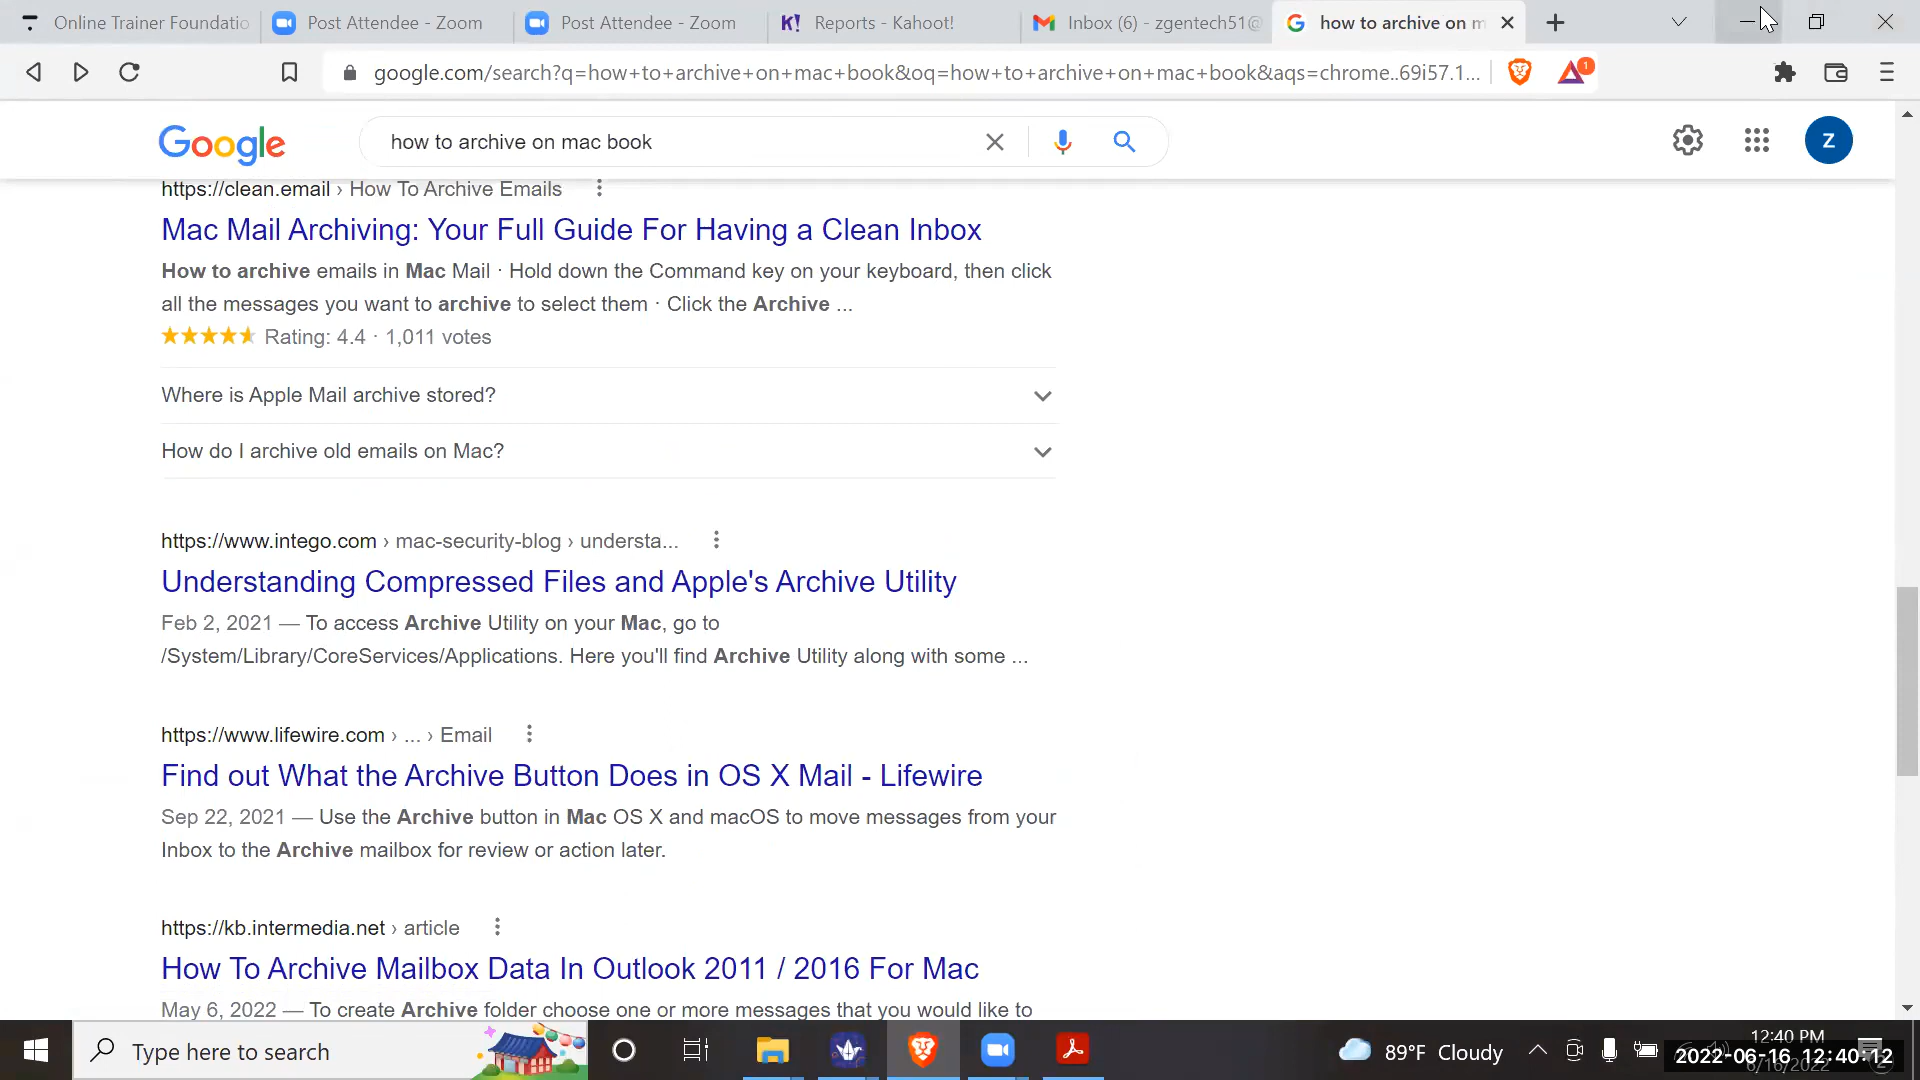 Online Trainer Foundatio
Post Attendee - Zoom
Post Attendee - Zoom
K! Reports - Kahoot!
Inbox (6) - zgentech51@
how to archive on m
google.com/search?q=how+to+archive+on+mac+book&oq=how+to+archive+on+mac+book&aqs=chrome..69i57.1...
1
Google
how to archive on mac book
Z
https://clean.email › How To Archive Emails
Mac Mail Archiving: Your Full Guide For Having a Clean Inbox
How to archive emails in Mac Mail · Hold down the Command key on your keyboard, then click
all the messages you want to archive to select them · Click the Archive ...
Rating: 4.4 · 1,011 votes
Where is Apple Mail archive stored?
How do I archive old emails on Mac?
https://www.intego.com › mac-security-blog › understa...
Understanding Compressed Files and Apple's Archive Utility
Feb 2, 2021 — To access Archive Utility on your Mac, go to
/System/Library/CoreServices/Applications. Here you'll find Archive Utility along with some ...
https://www.lifewire.com › ... › Email
Find out What the Archive Button Does in OS X Mail - Lifewire
Sep 22, 2021 — Use the Archive button in Mac OS X and macOS to move messages from your
Inbox to the Archive mailbox for review or action later.
https://kb.intermedia.net › article
How To Archive Mailbox Data In Outlook 2011 / 2016 For Mac
May 6, 2022 — To create Archive folder choose one or more messages that you would like to
Type here to search
89°F Cloudy
12:40 PM
2022-06-16 12:40:12
6/16/2022
2